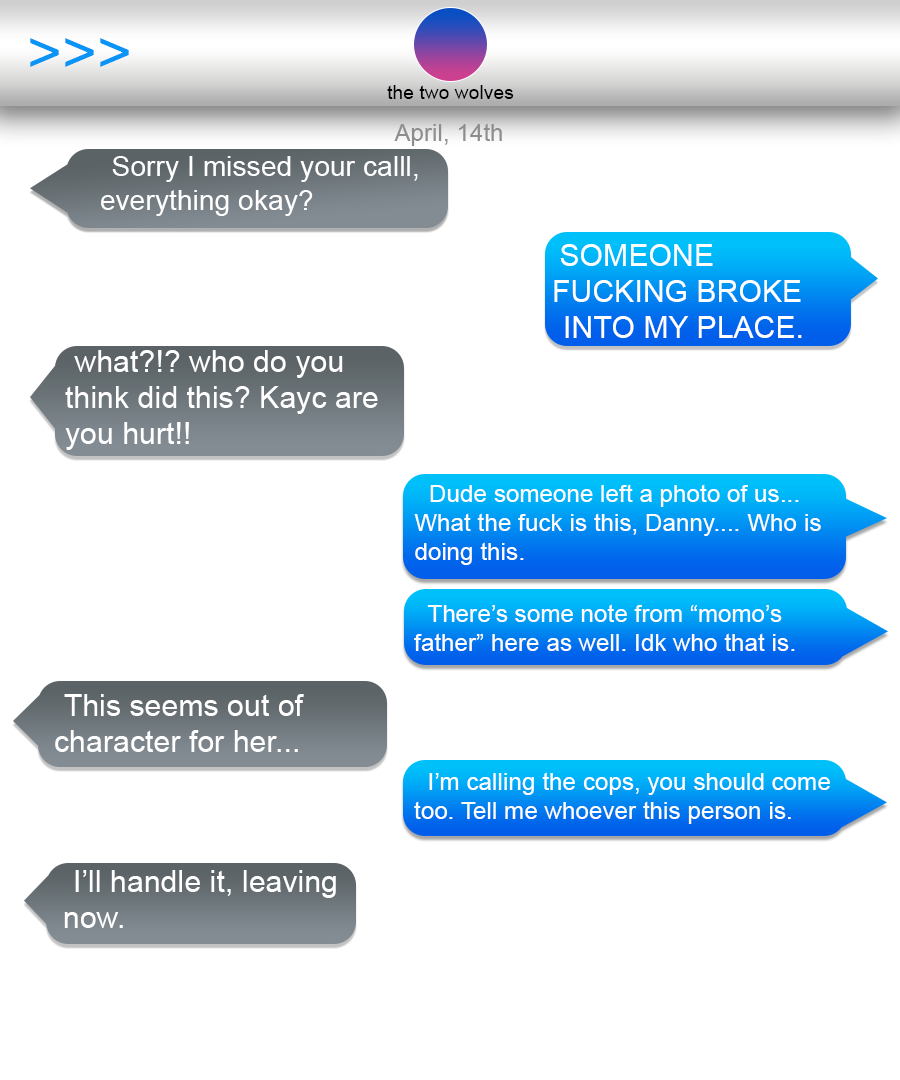 >>>
the two wolves
April, 14th
Sorry I missed your calll,
everything okay?
SOMEONE
FUCKING BROKE
INTO MY PLACE.
what?!? who do you
think did this? Kayc are
you hurt!!
Dude someone left a photo of us...
What the fuck is this, Danny.... Who is
doing this.
There’s some note from “momo’s
father” here as well. Idk who that is.
This seems out of
character for her...
I’m calling the cops, you should come
too. Tell me whoever this person is.
I’ll handle it, leaving
now.